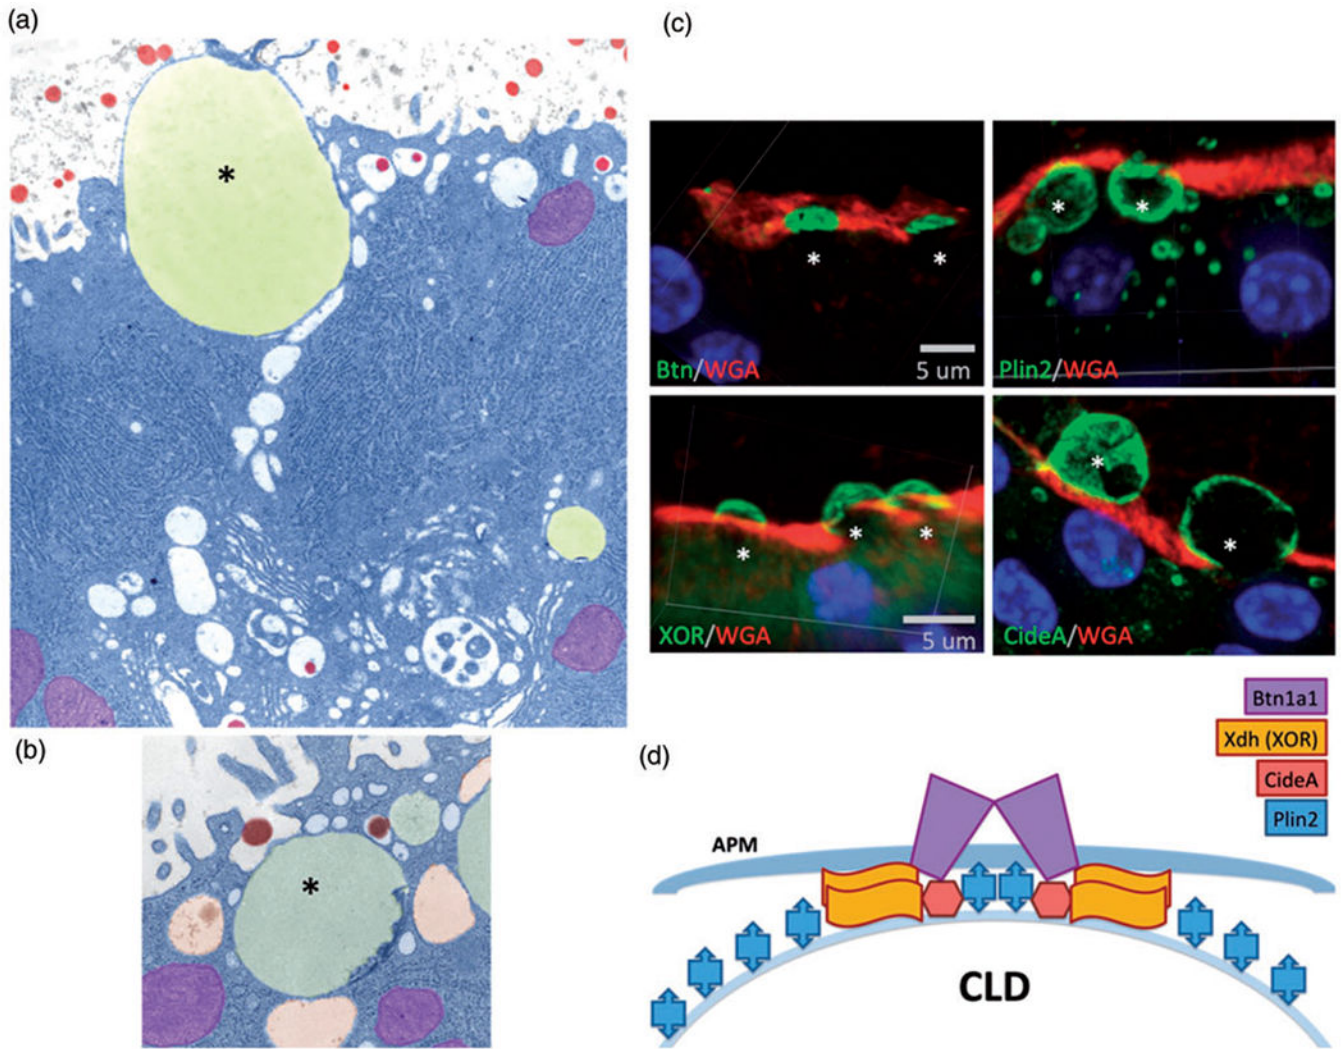 (a)
(c)
*
* *
Btn/WGA
5 um
* *
Plin2/WGA
* * *
XOR/WGA
5 um
*
*
CideA/WGA
(b)
*
(d)
Btn1a1
Xdh (XOR)
CideA
Plin2
APM
CLD